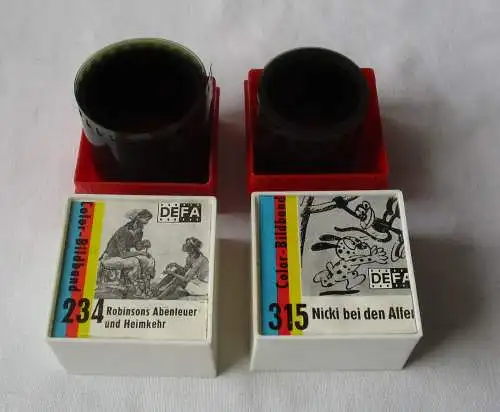 DEFA
Color-Bildband
234 Robinsons Abenteuer
und Heimkehr
DEFA
Color-Bildband
315 Nicki bei den Affen